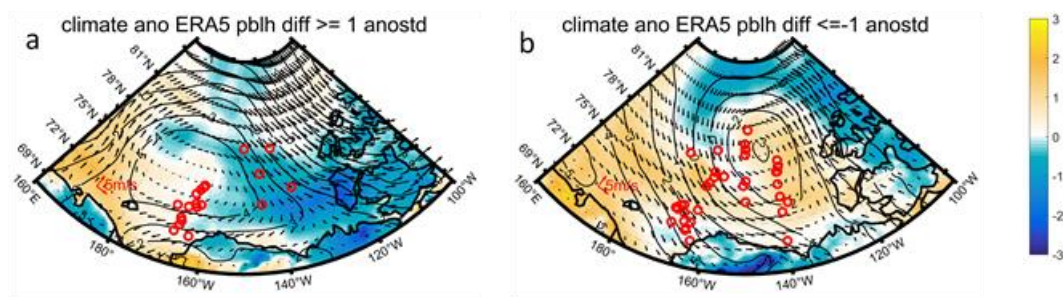 a
climate ano ERA5 pblh diff >= 1 anostd
81°N
78°N
75°N
72°N
69°N
160°E
180°
160°W
140°W
120°W
100°W
5m/s
b
climate ano ERA5 pblh diff <=-1 anostd
81°N
78°N
75°N
72°N
69°N
160°E
180°
160°W
140°W
120°W
100°W
5m/s
3
2
1
0
-1
-2
-3